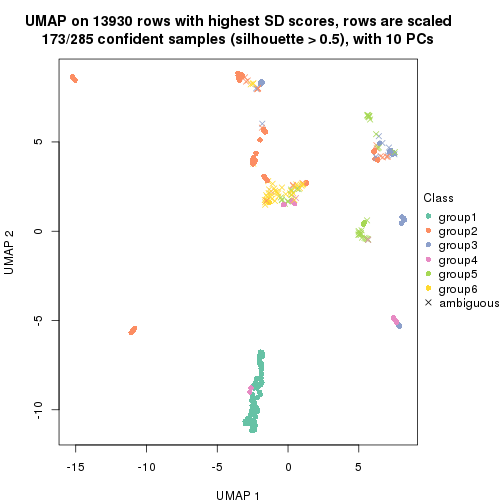 UMAP on 13930 rows with highest SD scores, rows are scaled
173/285 confident samples (silhouette > 0.5), with 10 PCs
5
0
-5
-10
UMAP 2
-15
-10
-5
0
5
UMAP 1
Class
group1
group2
group3
group4
group5
group6
ambiguous